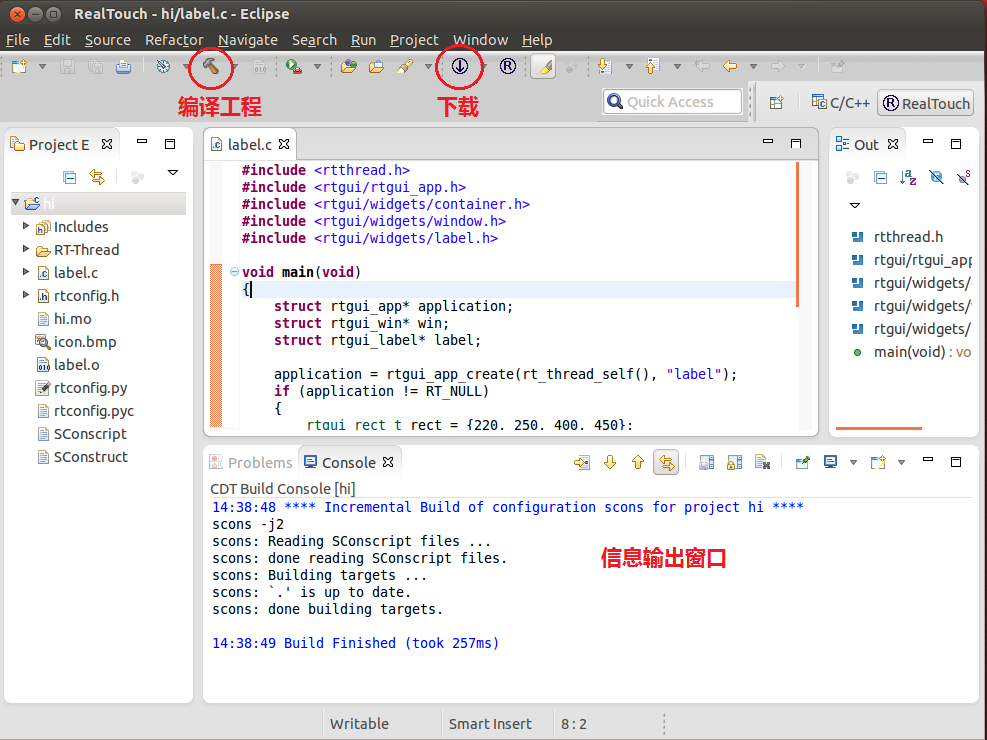 RealTouch - hi/label.c - Eclipse
File Edit Source Refactor Navigate Search Run Project Window Help
编译工程
下载
Quick Access
C/C++
RealTouch
Project E
hi
Includes
RT-Thread
label.c
rtconfig.h
hi.mo
icon.bmp
label.o
rtconfig.py
rtconfig.pyc
SConscript
SConstruct
label.c
#include <rtthread.h>
#include <rtgui/rtgui_app.h>
#include <rtgui/widgets/container.h>
#include <rtgui/widgets/window.h>
#include <rtgui/widgets/label.h>
void main(void)
{
struct rtgui_app* application;
struct rtgui_win* win;
struct rtgui_label* label;
application = rtgui_app_create(rt_thread_self(), "label");
if (application != RT_NULL)
{
rtgui_rect_t rect = {220, 250, 400, 450};
Out
rtthread.h
rtgui/rtgui_app
rtgui/widgets/
rtgui/widgets/
rtgui/widgets/
main(void) : vo
Problems
Console
CDT Build Console [hi]
14:38:48 **** Incremental Build of configuration scons for project hi ****
scons -j2
scons: Reading SConscript files ...
scons: done reading SConscript files.
scons: Building targets ...
scons: `.' is up to date.
scons: done building targets.
14:38:49 Build Finished (took 257ms)
信息输出窗口
Writable
Smart Insert
8 : 2